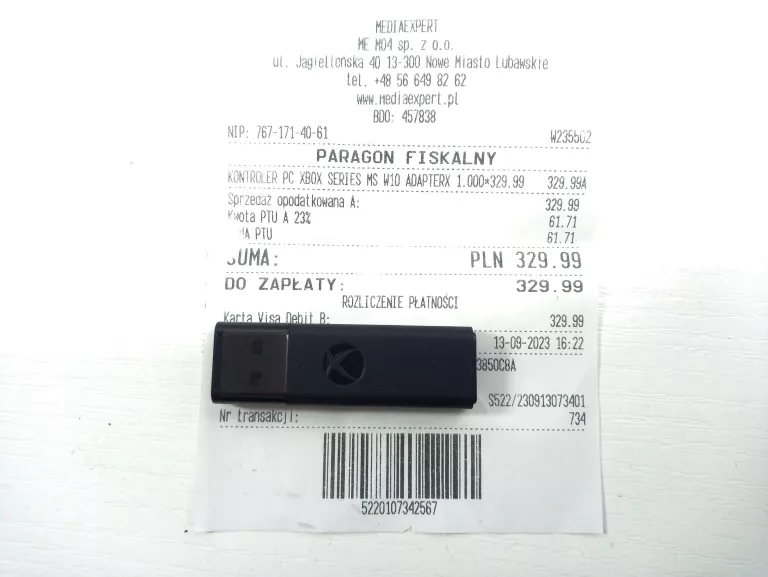 MEDIAEXPERT
ME M04 sp. z o.o.
ul. Jagiellońska 40 13-300 Nowe Miasto Lubawskie
tel. +48 56 649 82 62
www.mediaexpert.pl
BDO: 457838
NIP: 767-171-40-61 W235502
PARAGON FISKALNY
KONTROLER PC XBOX SERIES MS W10 ADAPTERX 1.000*329.99 329.99A
Sprzedaż opodatkowana A: 329.99
Kwota PTU A 23% 61.71
PTU 61.71
SUMA: PLN 329.99
DO ZAPŁATY: 329.99
ROZLICZENIE PŁATNOŚCI
Karta Visa Debit B: 329.99
13-09-2023 16:22
3850C8A
S522/230913073401
Nr transakcji: 734
5220107342567